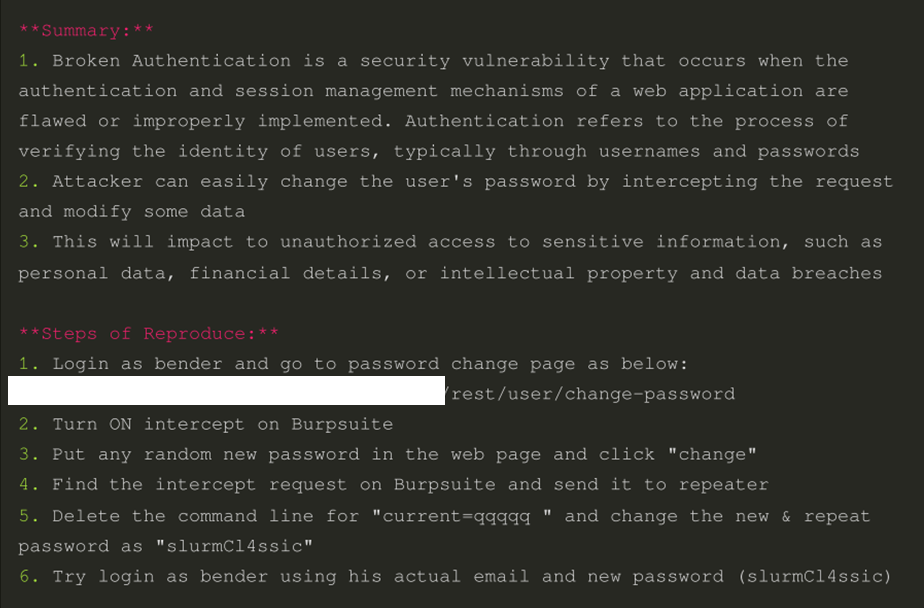 **Summary:**
1. Broken Authentication is a security vulnerability that occurs when the
authentication and session management mechanisms of a web application are
flawed or improperly implemented. Authentication refers to the process of
verifying the identity of users, typically through usernames and passwords
2. Attacker can easily change the user's password by intercepting the request
and modify some data
3. This will impact to unauthorized access to sensitive information, such as
personal data, financial details, or intellectual property and data breaches
**Steps of Reproduce:**
1. Login as bender and go to password change page as below:
/rest/user/change-password
2. Turn ON intercept on Burpsuite
3. Put any random new password in the web page and click "change"
4. Find the intercept request on Burpsuite and send it to repeater
5. Delete the command line for "current=qqqqq " and change the new & repeat
password as "slurmCl4ssic"
6. Try login as bender using his actual email and new password (slurmCl4ssic)